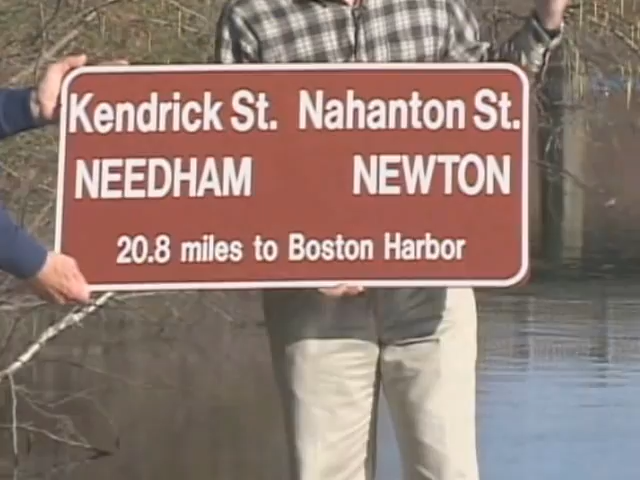 Kendrick St. Nahanton St.
NEEDHAM NEWTON
20.8 miles to Boston Harbor